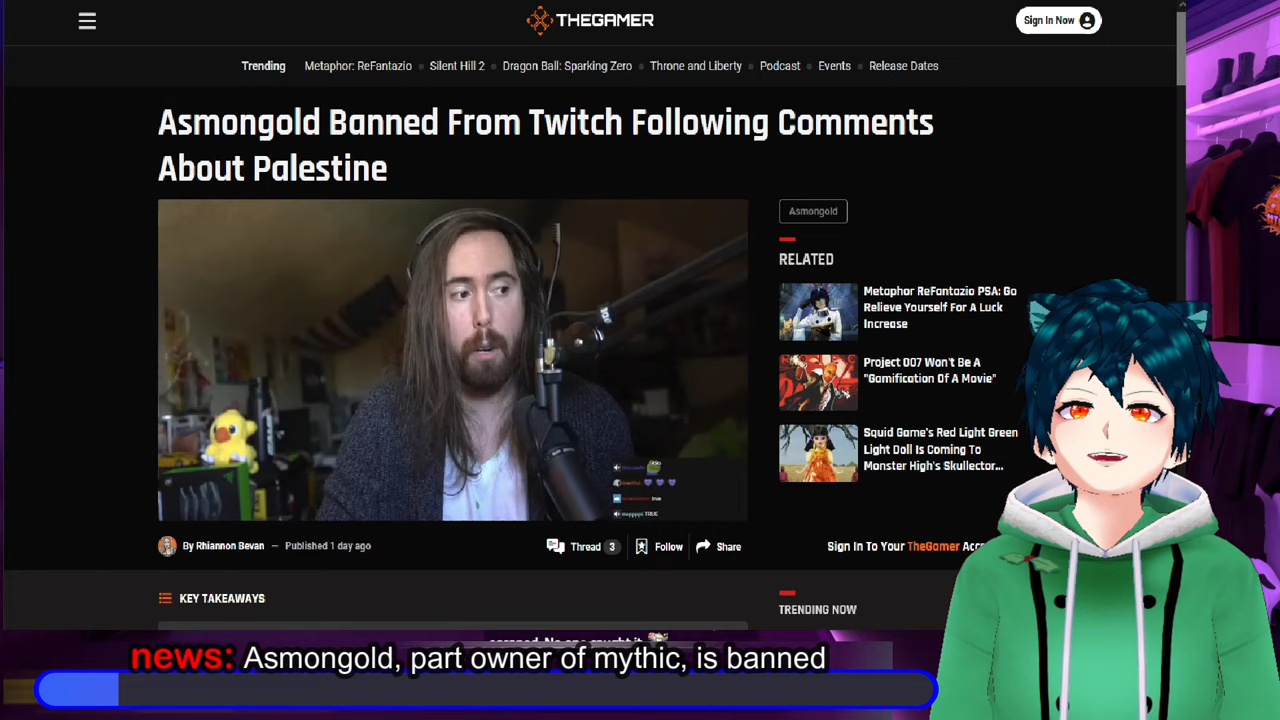 THEGAMER
Sign In Now
Trending
Metaphor: ReFantazio
Silent Hill 2
Dragon Ball: Sparking Zero
Throne and Liberty
Podcast
Events
Release Dates
Asmongold Banned From Twitch Following Comments
About Palestine
Asmongold
RELATED
Metaphor ReFantazio PSA: Go
Relieve Yourself For A Luck
Increase
Project 007 Won't Be A
"Gamification Of A Movie"
Squid Game's Red Light Green
Light Doll Is Coming To
Monster High's Skullector...
true
TRUE
By Rhiannon Bevan — Published 1 day ago
Thread 3
Follow
Share
Sign In To Your TheGamer Acc
KEY TAKEAWAYS
TRENDING NOW
news: Asmongold, part owner of mythic, is banned